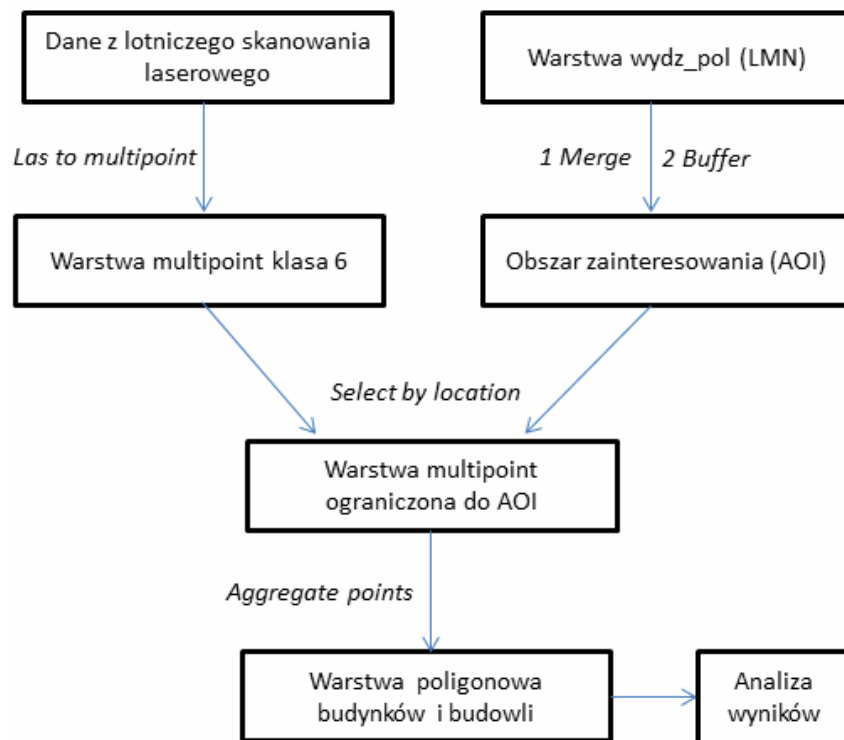 Dane z lotniczego skanowania
laserowego
Warstwa wydz_pol (LMN)
Las to multipoint
1 Merge
2 Buffer
Warstwa multipoint klasa 6
Obszar zainteresowania (AOI)
Select by location
Warstwa multipoint
ograniczona do AOI
Aggregate points
Warstwa poligonowa
budynków i budowli
Analiza
wyników